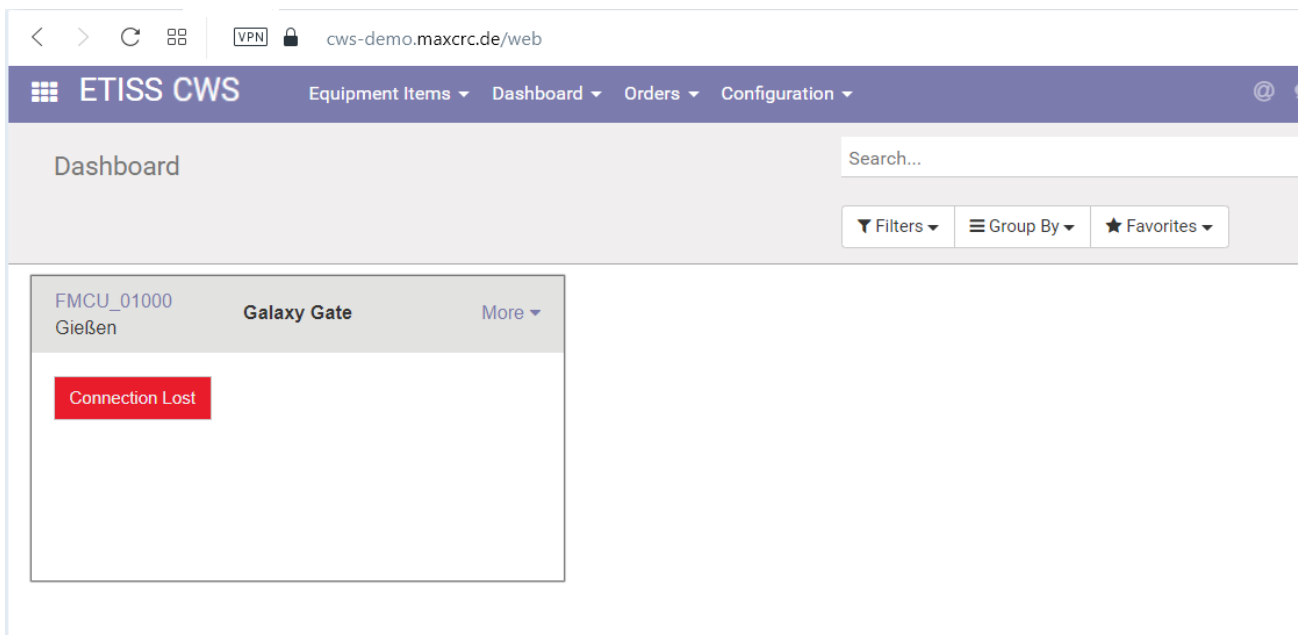 VPN cws-demo.maxcrc.de/web
ETISS CWS Equipment Items Dashboard Orders Configuration @
Dashboard
Search...
Filters Group By Favorites
FMCU_01000
Gießen
Galaxy Gate
More
Connection Lost